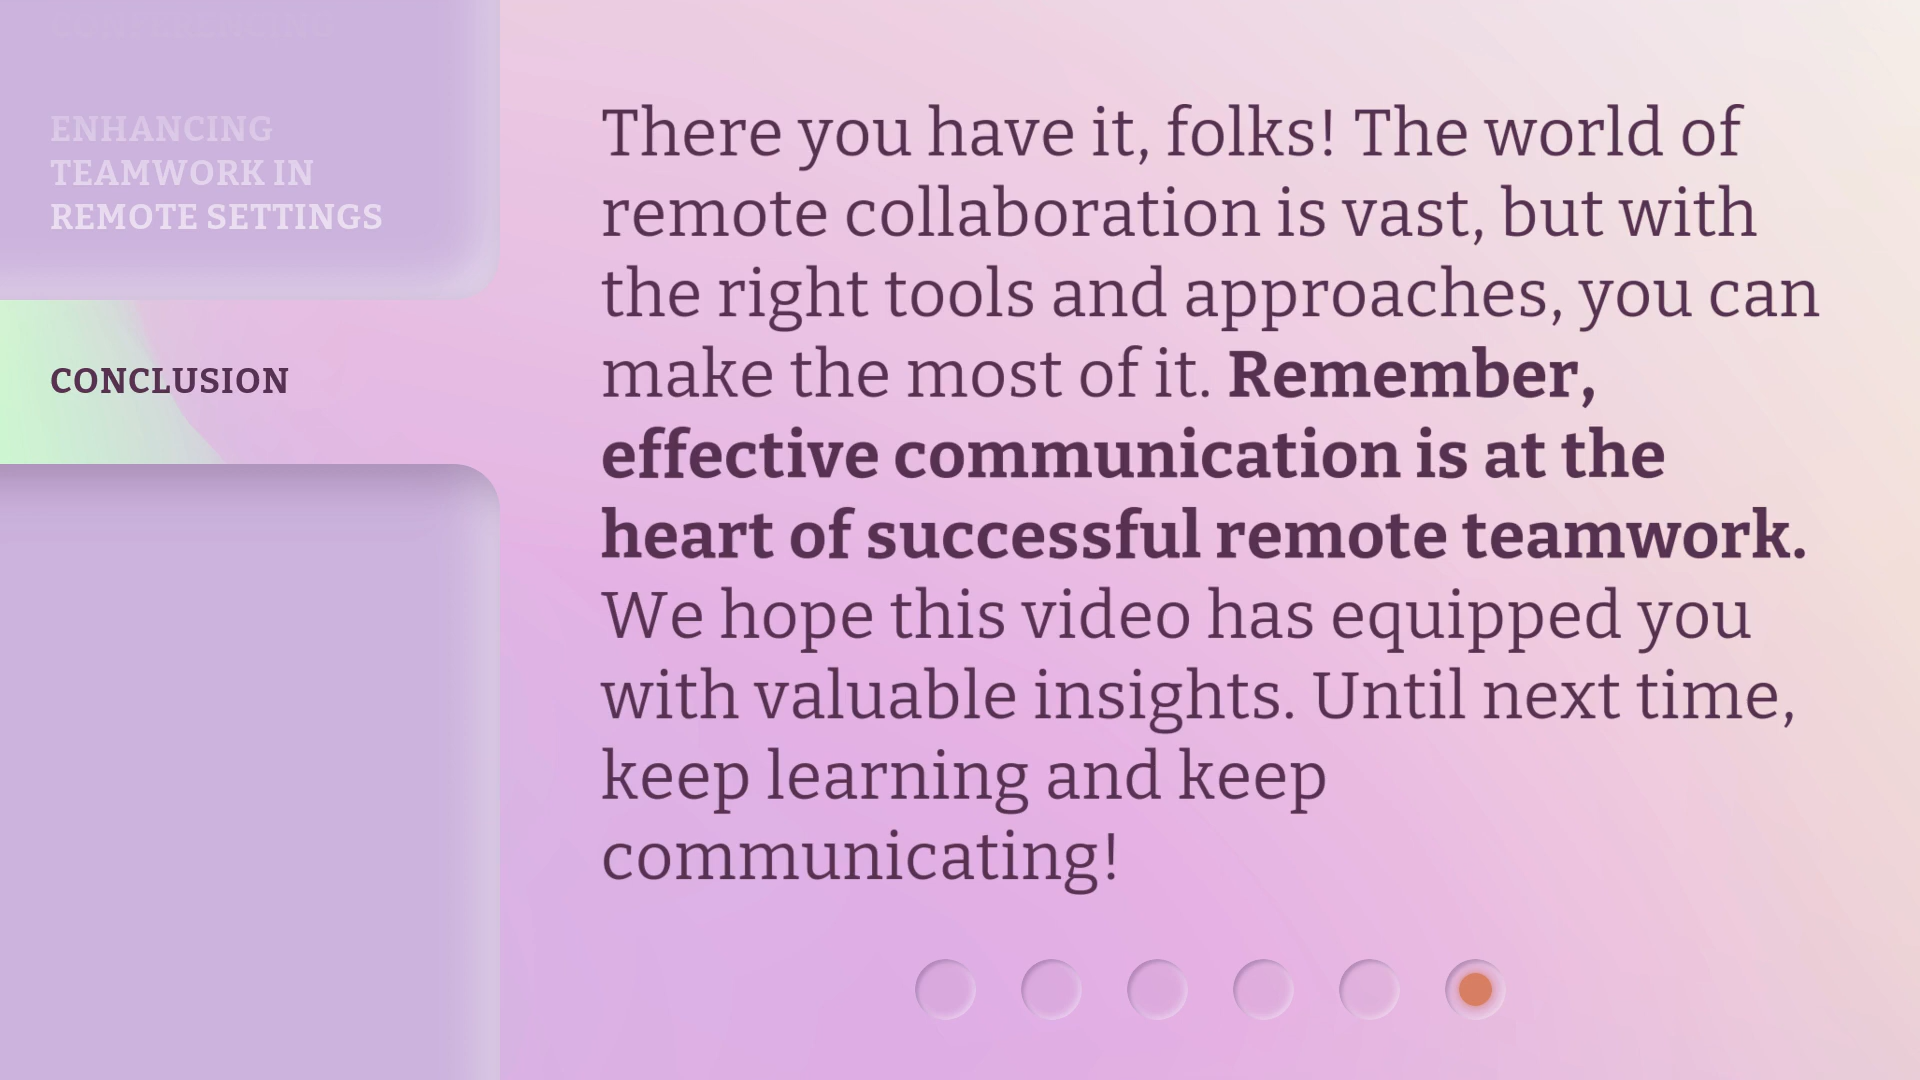 CONFERENCING
ENHANCING
TEAMWORK IN
REMOTE SETTINGS
CONCLUSION
There you have it, folks! The world of
remote collaboration is vast, but with
the right tools and approaches, you can
make the most of it. Remember,
effective communication is at the
heart of successful remote teamwork.
We hope this video has equipped you
with valuable insights. Until next time,
keep learning and keep
communicating!